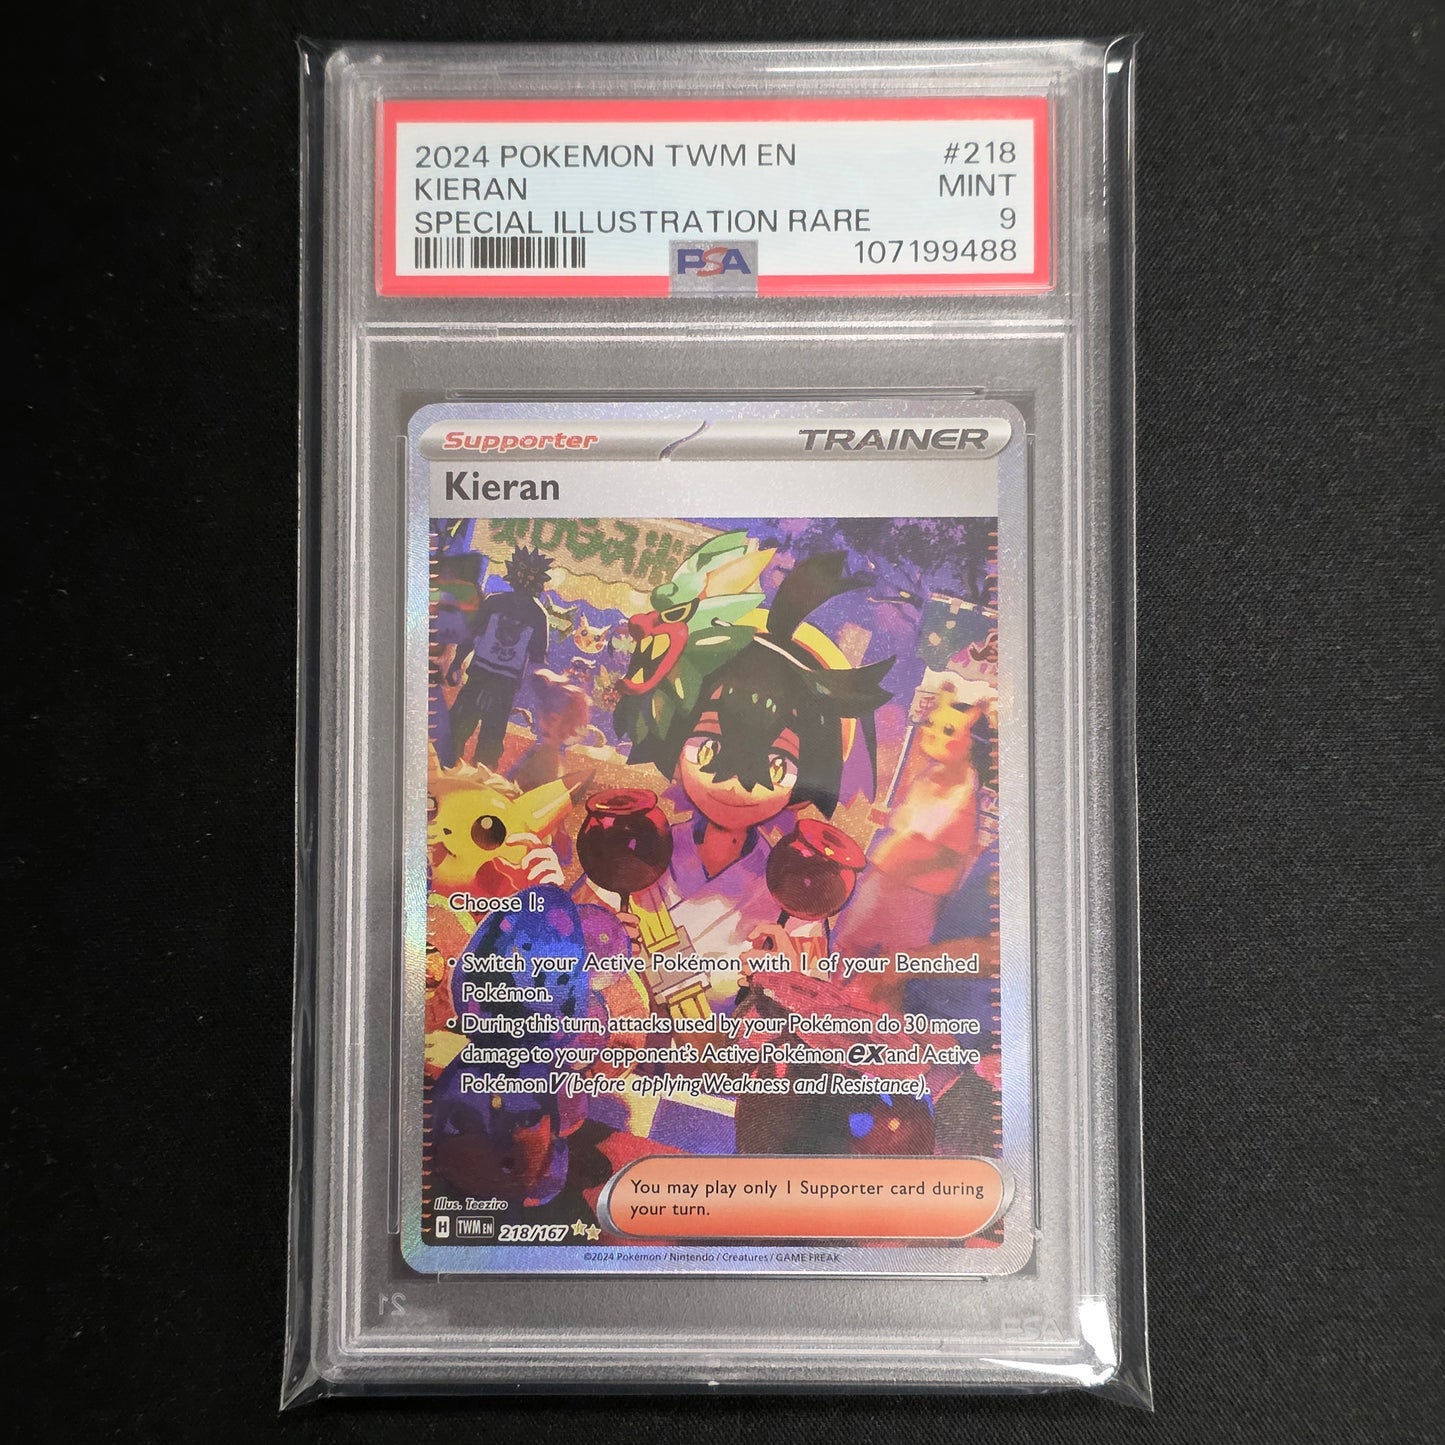 2024 POKEMON TWM EN #218
KIERAN MINT
SPECIAL ILLUSTRATION RARE 9
PSA 107199488
Supporter TRAINER
Kieran
Choose 1:
• Switch your Active Pokémon with 1 of your Benched
Pokémon.
• During this turn, attacks used by your Pokémon do 30 more
damage to your opponent's Active Pokémon ex and Active
Pokémon V (before applying Weakness and Resistance).
You may play only 1 Supporter card during
your turn.
Illus. Teeziro
H TWM EN 218/167
©2024 Pokémon / Nintendo / Creatures / GAME FREAK
21
PSA